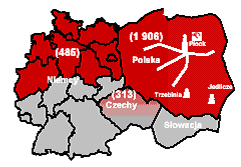 (1 906)
Płock
(485)
Polska
Niemcy
Jedlicze
(313)
Trzebinia
Czechy
Słowacja